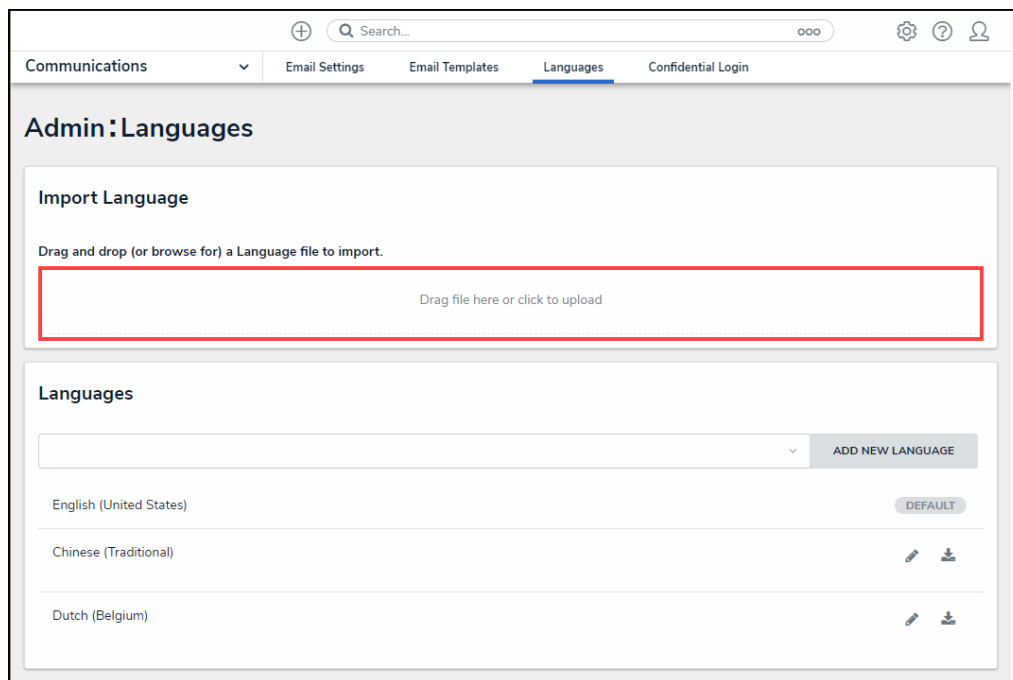 Search... ooo
Communications Email Settings Email Templates Languages Confidential Login
Admin:Languages
Import Language
Drag and drop (or browse for) a Language file to import.
Drag file here or click to upload
Languages
ADD NEW LANGUAGE
English (United States) DEFAULT
Chinese (Traditional)
Dutch (Belgium)